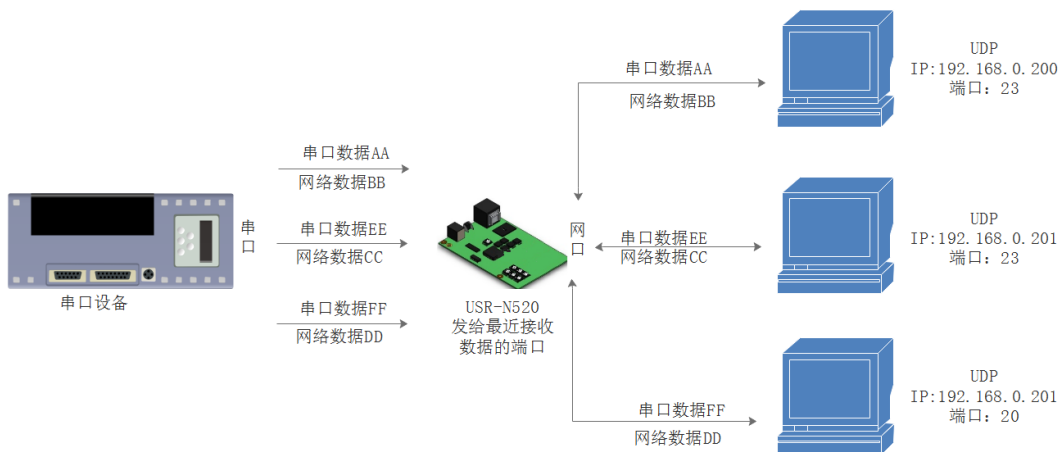 串口设备
串
口
串口数据AA
网络数据BB
串口数据EE
网络数据CC
串口数据FF
网络数据DD
USR-N520
发给最近接收
数据的端口
网
口
串口数据AA
网络数据BB
串口数据EE
网络数据CC
串口数据FF
网络数据DD
UDP
IP:192.168.0.200
端口：23
UDP
IP:192.168.0.201
端口：23
UDP
IP:192.168.0.201
端口：20